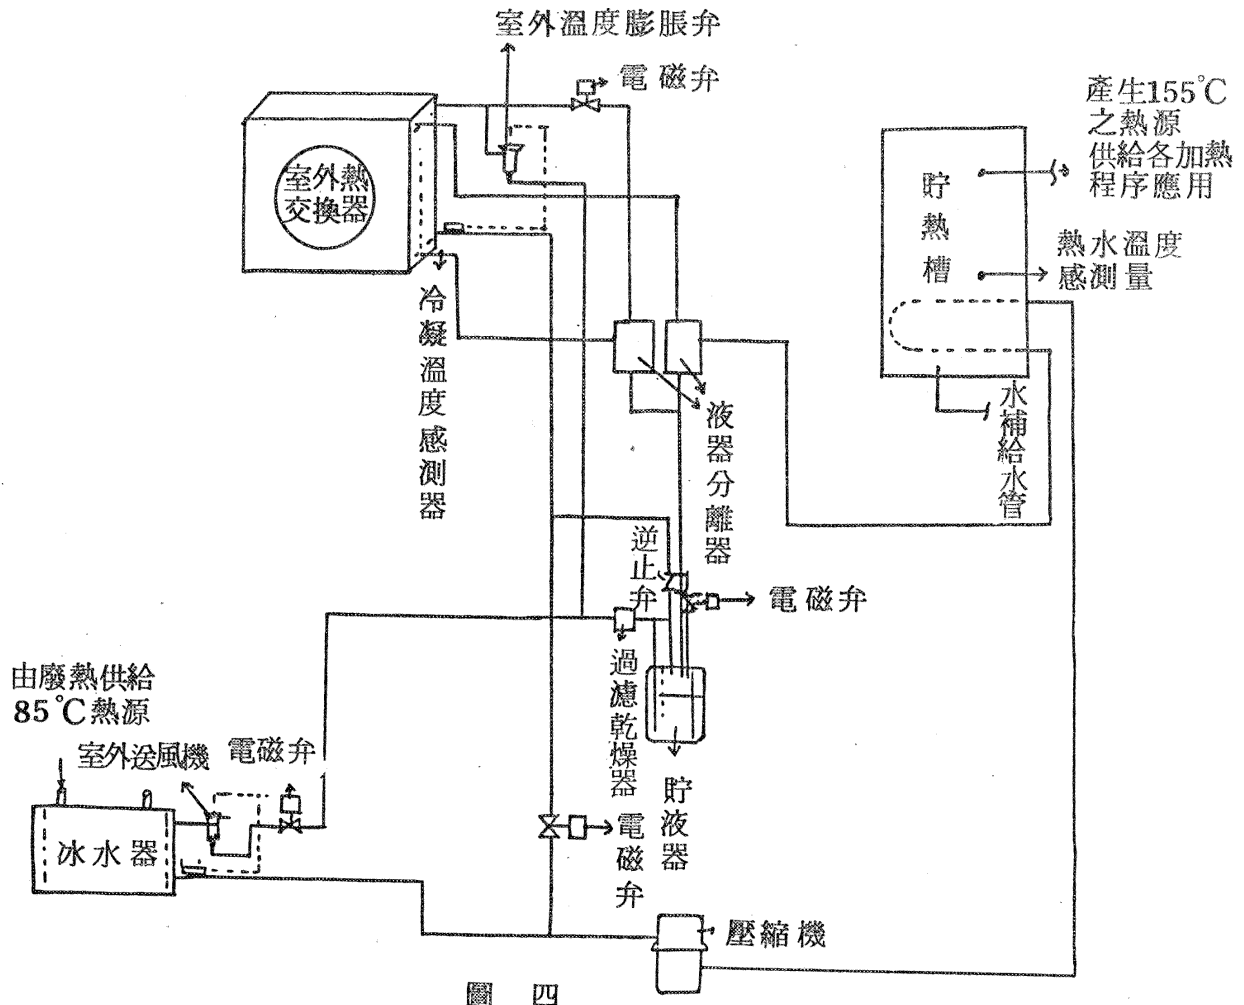 室外溫度膨脹弁
電磁弁
產生155℃
之熱源
供給各加熱
程序應用
室外熱
交換器
貯熱槽
熱水溫度
感測量
冷凝溫度感測器
液器分離器
水補給水管
逆止弁
電磁弁
過濾乾燥器
由廢熱供給
85℃熱源
室外送風機
電磁弁
冰水器
貯液器
電磁弁
壓縮機
圖 四